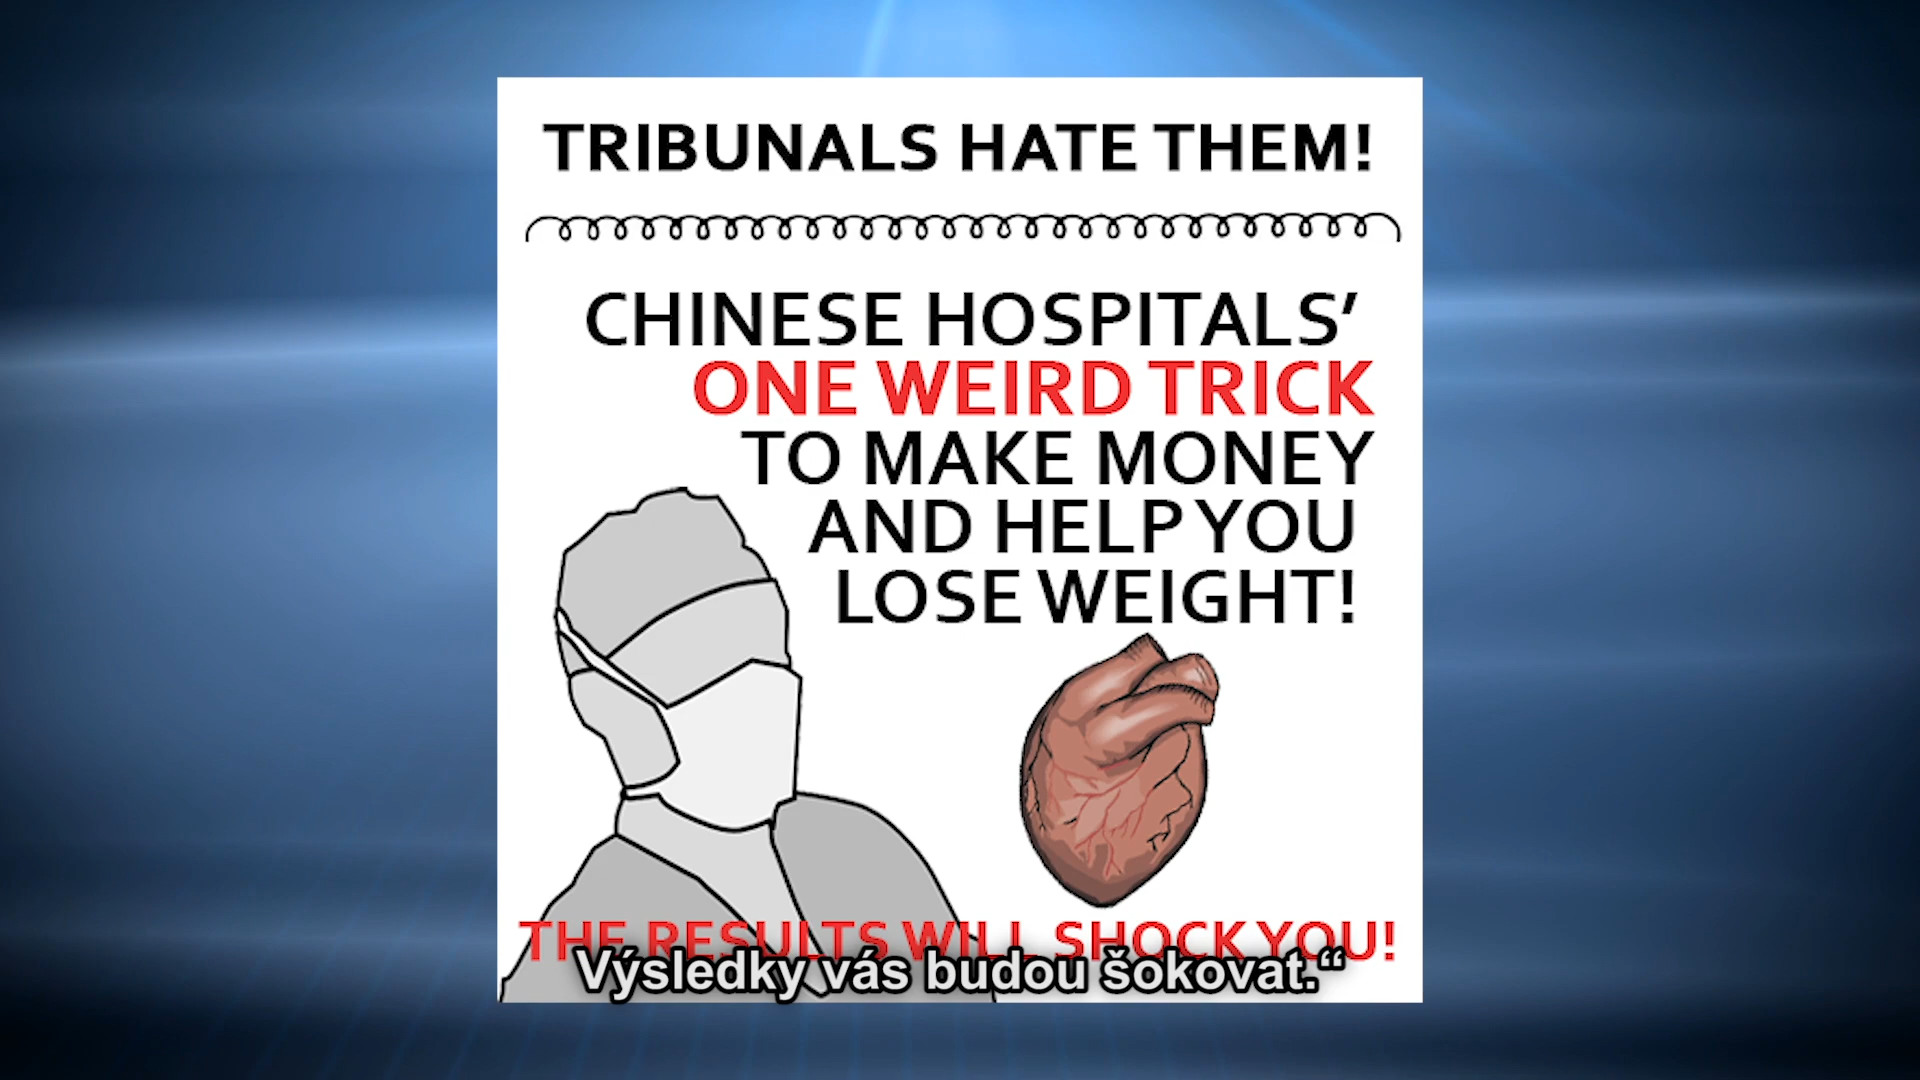 TRIBUNALS HATE THEM!
CHINESE HOSPITALS’
ONE WEIRD TRICK
TO MAKE MONEY
AND HELP YOU
LOSE WEIGHT!
THE RESULTS WILL SHOCK YOU!
Výsledky vás budou šokovat.“